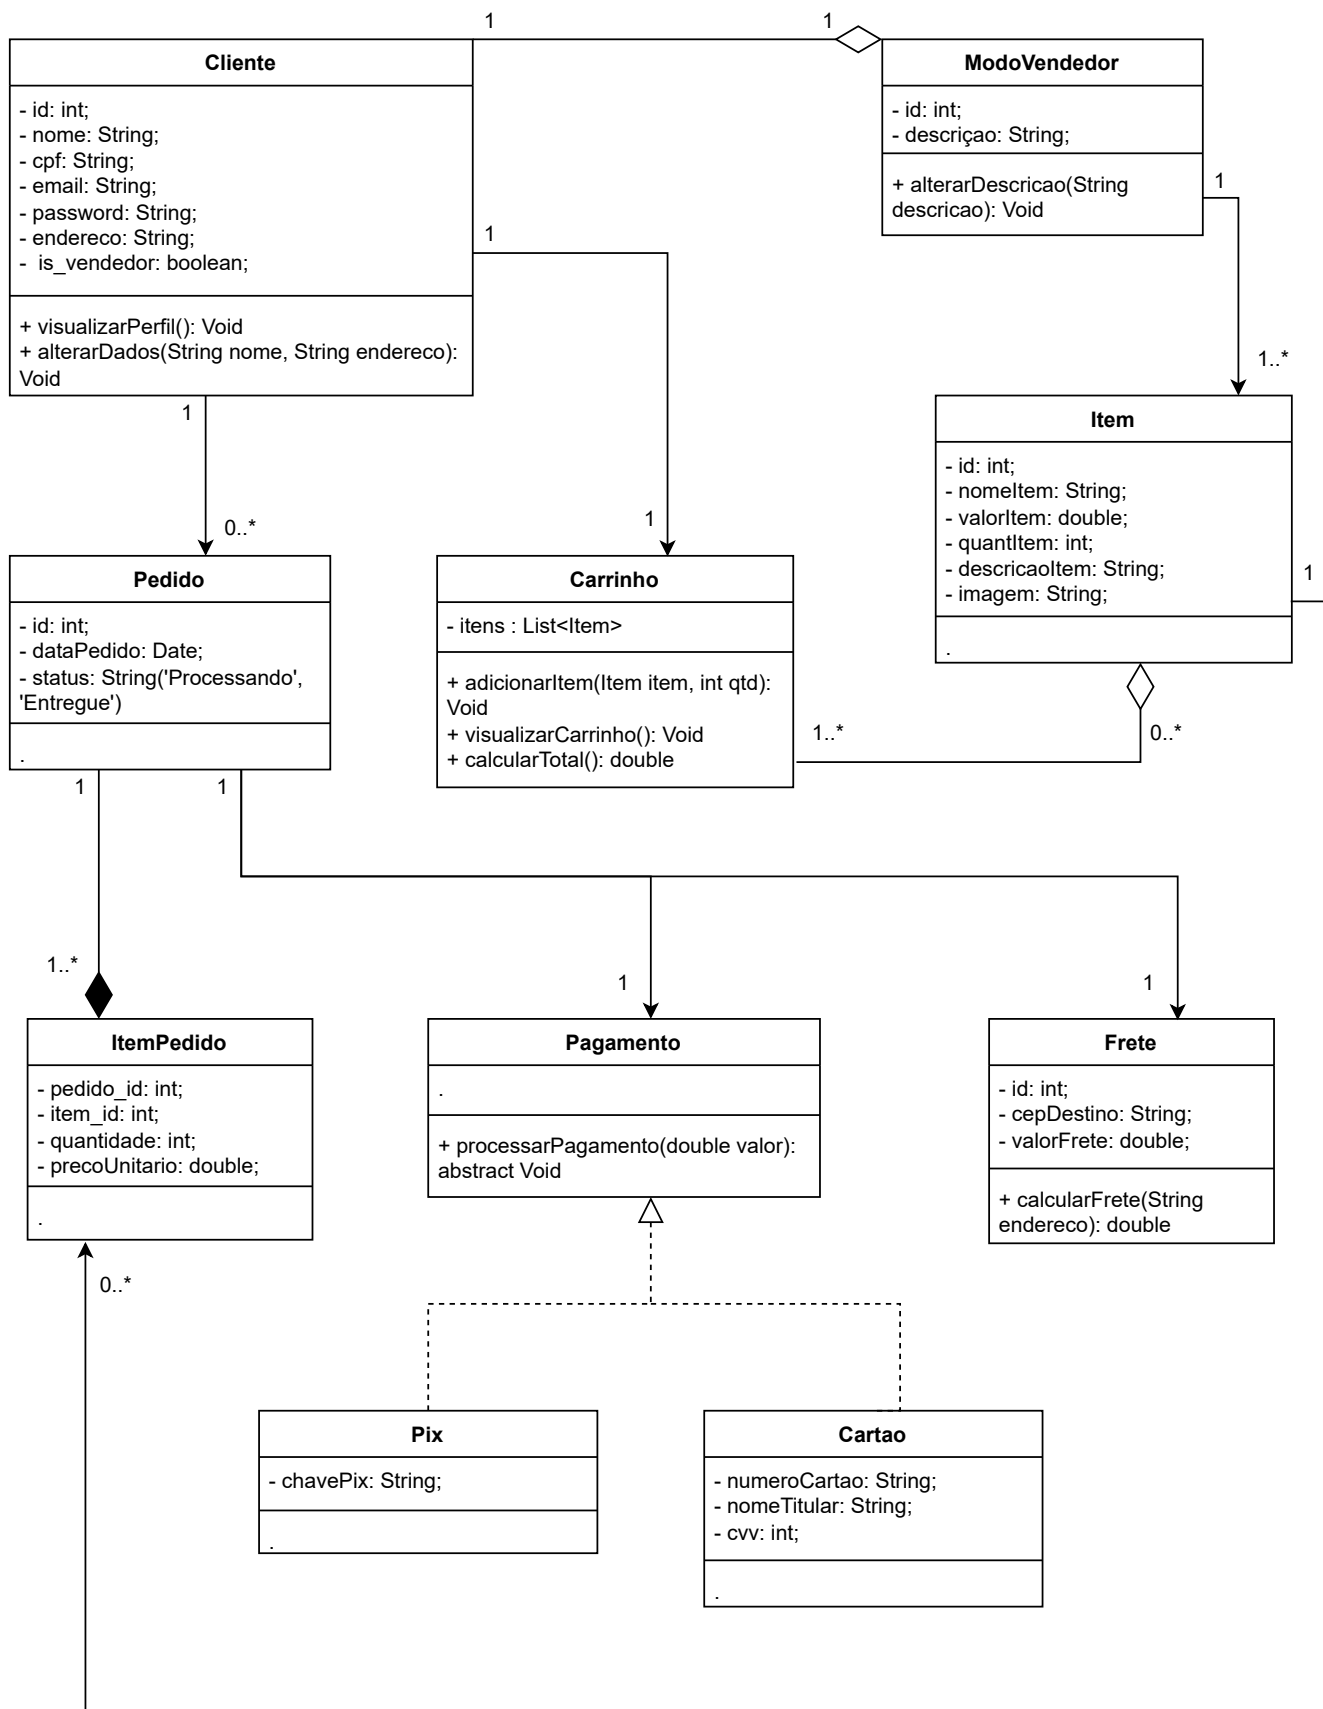 1
1
Cliente
- id: int;
- nome: String;
- cpf: String;
- email: String;
- password: String;
- endereco: String;
-  is_vendedor: boolean;
+ visualizarPerfil(): Void
+ alterarDados(String nome, String endereco):
Void
ModoVendedor
- id: int;
- descriçao: String;
+ alterarDescricao(String
descricao): Void
1
1
1..*
1
0..*
1
Item
- id: int;
- nomeItem: String;
- valorItem: double;
- quantItem: int;
- descricaoItem: String;
- imagem: String;
.
1
Pedido
- id: int;
- dataPedido: Date;
- status: String('Processando',
'Entregue')
.
Carrinho
- itens : List<Item>
+ adicionarItem(Item item, int qtd):
Void
+ visualizarCarrinho(): Void
+ calcularTotal(): double
1..*
0..*
1
1
1..*
1
1
ItemPedido
- pedido_id: int;
- item_id: int;
- quantidade: int;
- precoUnitario: double;
.
Pagamento
.
+ processarPagamento(double valor):
abstract Void
Frete
- id: int;
- cepDestino: String;
- valorFrete: double;
+ calcularFrete(String
endereco): double
0..*
Pix
- chavePix: String;
.
Cartao
- numeroCartao: String;
- nomeTitular: String;
- cvv: int;
.